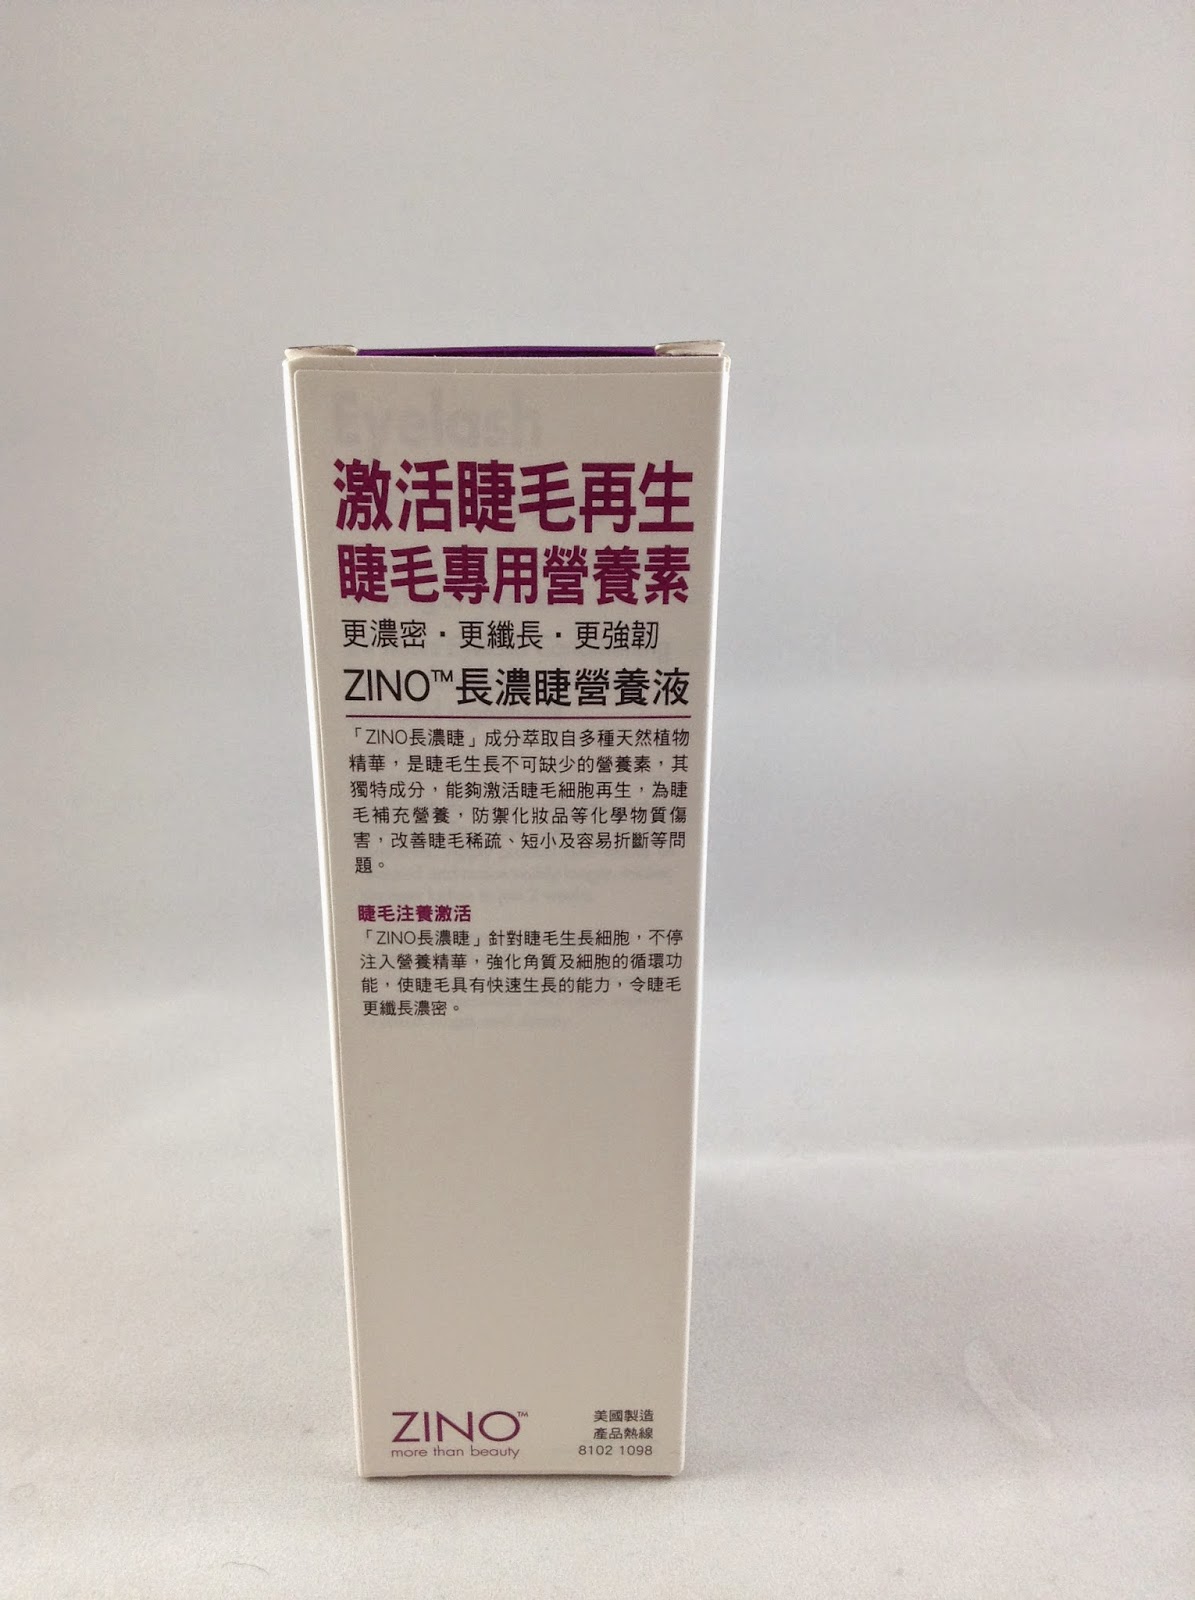 Eyelash
激活睫毛再生
睫毛專用營養素
更濃密·更纖長·更強韌
ZINO™長濃睫營養液
「ZINO長濃睫」成分萃取自多種天然植物
精華，是睫毛生長不可缺少的營養素，其
獨特成分，能夠激活睫毛細胞再生，為睫
毛補充營養，防禦化妝品等化學物質傷
害，改善睫毛稀疏、短小及容易折斷等問
題。
睫毛注養激活
「ZINO長濃睫」針對睫毛生長細胞，不停
注入營養精華，強化角質及細胞的循環功
能，使睫毛具有快速生長的能力，令睫毛
更纖長濃密。
ZINO™
more than beauty
美國製造
產品熱線
8102 1098